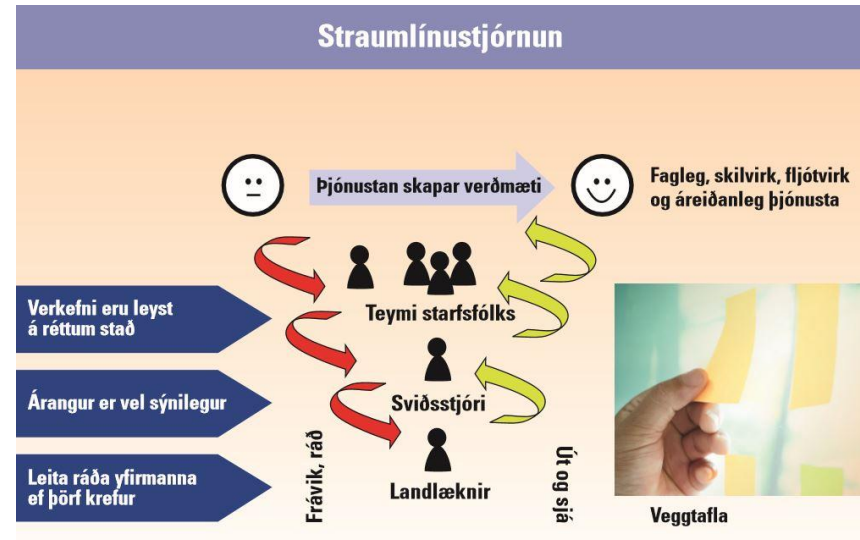 Straumlínustjórnun
Þjónustan skapar verðmæti
Fagleg, skilvirk, fljótvirk
og áreiðanleg þjónusta
Verkefni eru leyst
á réttum stað
Teymi starfsfólks
Árangur er vel sýnilegur
Sviðsstjóri
Leita ráða yfirmanna
ef þörf krefur
Frávik, ráð
Landlæknir
Út og sjá
Veggtafla